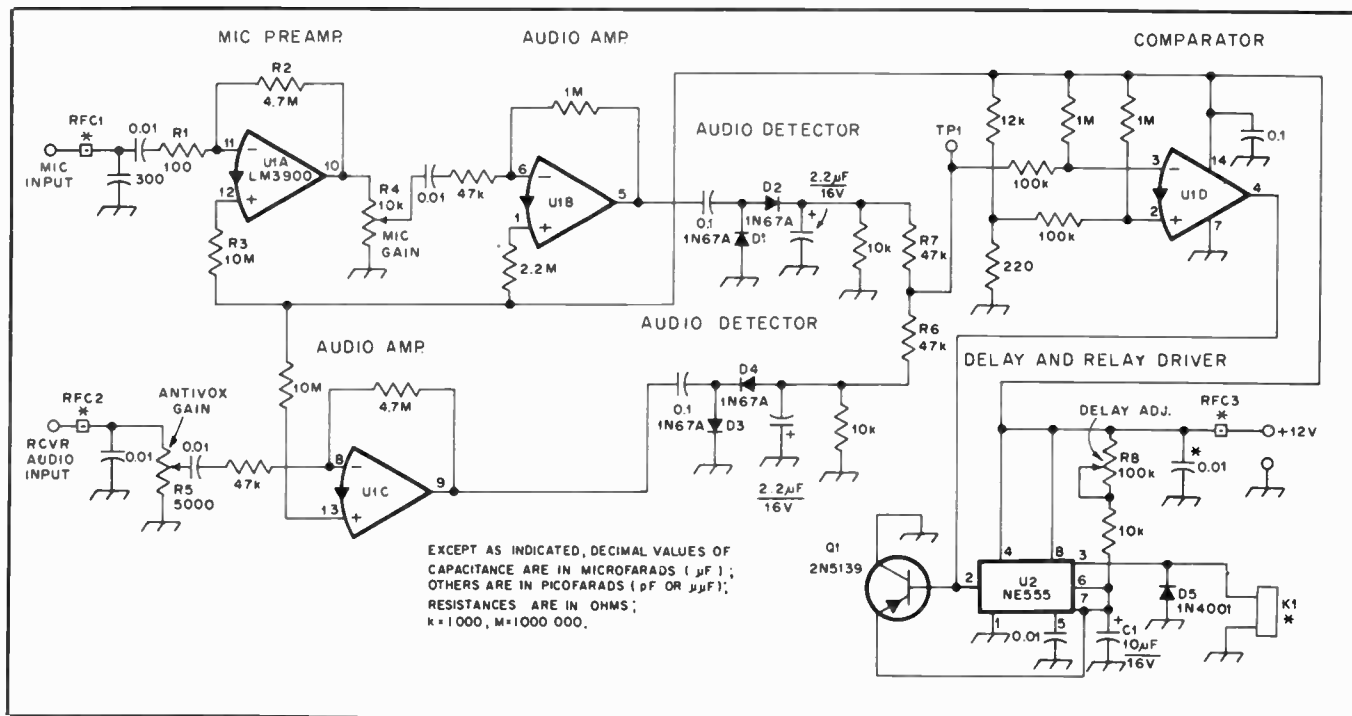 MIC PREAMP.
AUDIO AMP.
COMPARATOR
R2
4.7M
1M
12k
1M
1M
0.1
AUDIO DETECTOR
TP1
RFC1
*
0.01
R1
100
11
−
U1A
LM3900
10
12
+
MIC
INPUT
300
R4
10k
MIC
GAIN
0.01
47k
6
−
U1B
5
1
+
R3
10M
2.2M
0.1
D2
1N67A
1N67A
D1
2.2µF
16V
+
10k
R7
47k
100k
3
−
14
U1D
4
100k
2
+
7
220
AUDIO DETECTOR
R6
47k
AUDIO AMP.
DELAY AND RELAY DRIVER
10M
4.7M
RFC2
*
ANTIVOX
GAIN
RCVR
AUDIO
INPUT
0.01
0.01
R5
5000
47k
8
−
U1C
9
13
+
0.1
D4
1N67A
1N67A
D3
+
2.2µF
16V
10k
DELAY ADJ.
RFC3
*
+12V
R8
100k
*
0.01
10k
EXCEPT AS INDICATED, DECIMAL VALUES OF
CAPACITANCE ARE IN MICROFARADS (µF);
OTHERS ARE IN PICOFARADS (pF OR µµF);
RESISTANCES ARE IN OHMS;
k=1000, M=1000 000.
Q1
2N5139
4
8
3
2
U2
NE555
6
7
1
5
0.01
+
C1
10µF
16V
D5
1N4001
K1
*